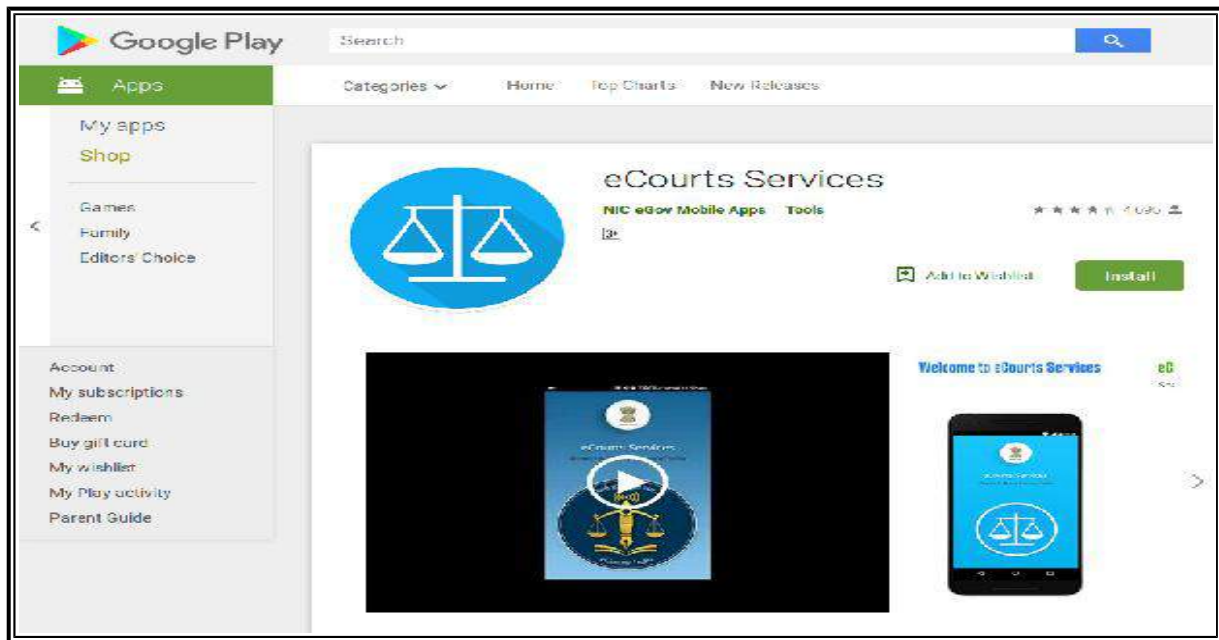 Google Play
Search
Apps
Categories
Home
Top Charts
New Releases
My apps
Shop
Games
Family
Editors' Choice
Account
My subscriptions
Redeem
Buy gift card
My wishlist
My Play activity
Parent Guide
eCourts Services
NIC eGov Mobile Apps Tools
3+
Add to Wishlist
Install
eCourts Services
Welcome to eCourts Services